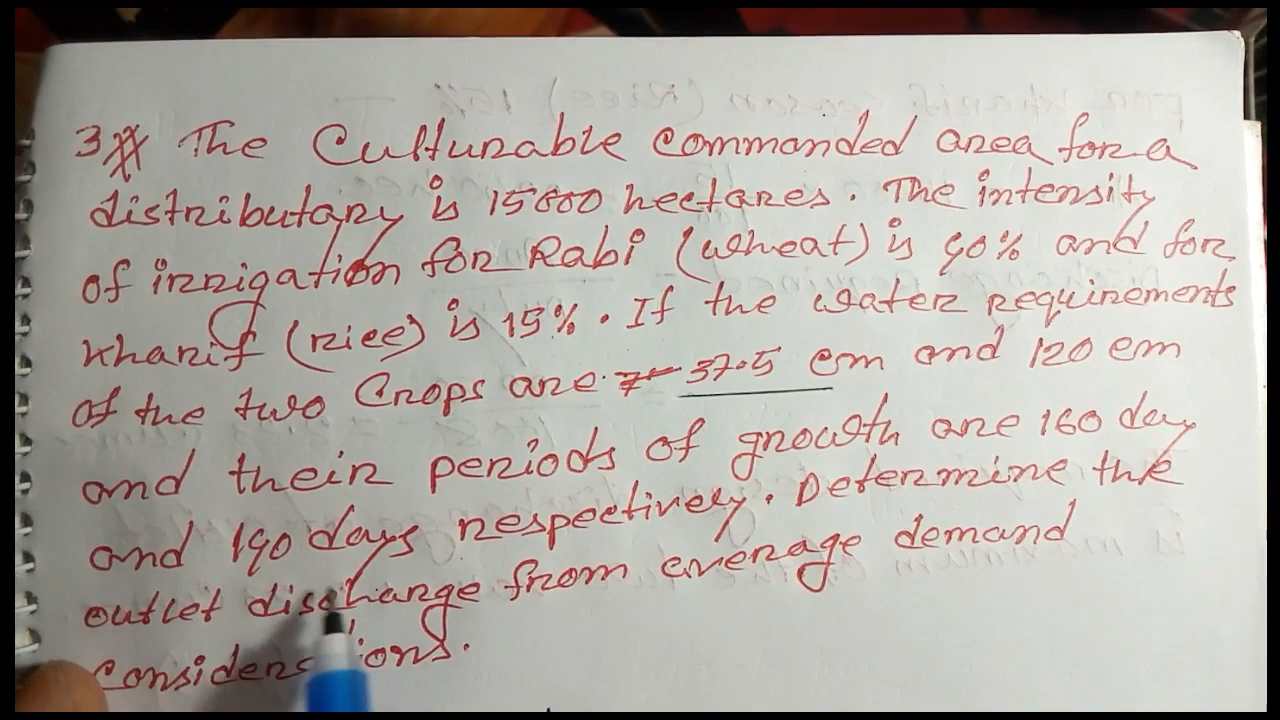 3# The Culturable commanded area for a
distributary is 15000 hectares. The intensity
of irrigation for Rabi (wheat) is 40% and for
kharif (rice) is 15%. If the water requirements
of the two Crops are 37.5 cm and 120 cm
and their periods of growth are 160 day
and 140 days respectively. Determine the
outlet discharge from average demand
considerations.